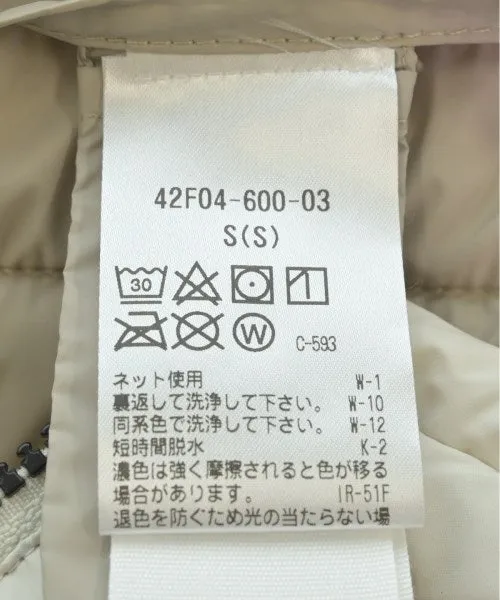 42F04-600-03
S(S)
30
W C-593
ネット使用 W-1
裏返して洗浄して下さい。 W-10
同系色で洗浄して下さい。 W-12
短時間脱水 K-2
濃色は強く摩擦されると色が移る
場合があります。 IR-51F
退色を防ぐため光の当たらない場